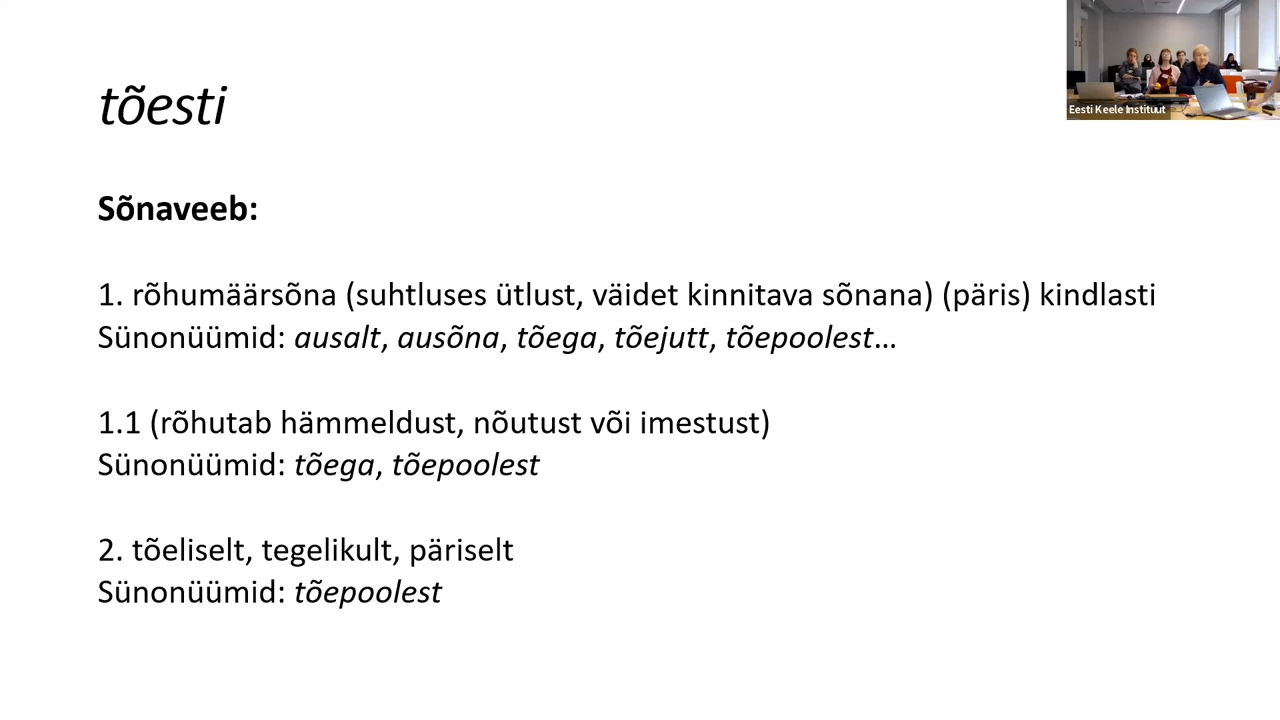 tõesti
Eesti Keele Instituut
Sõnaveeb:
1. rõhumäärsõna (suhtluses ütlust, väidet kinnitava sõnana) (päris) kindlasti
Sünonüümid: ausalt, ausõna, tõega, tõejutt, tõepoolest…
1.1 (rõhutab hämmeldust, nõutust või imestust)
Sünonüümid: tõega, tõepoolest
2. tõeliselt, tegelikult, päriselt
Sünonüümid: tõepoolest